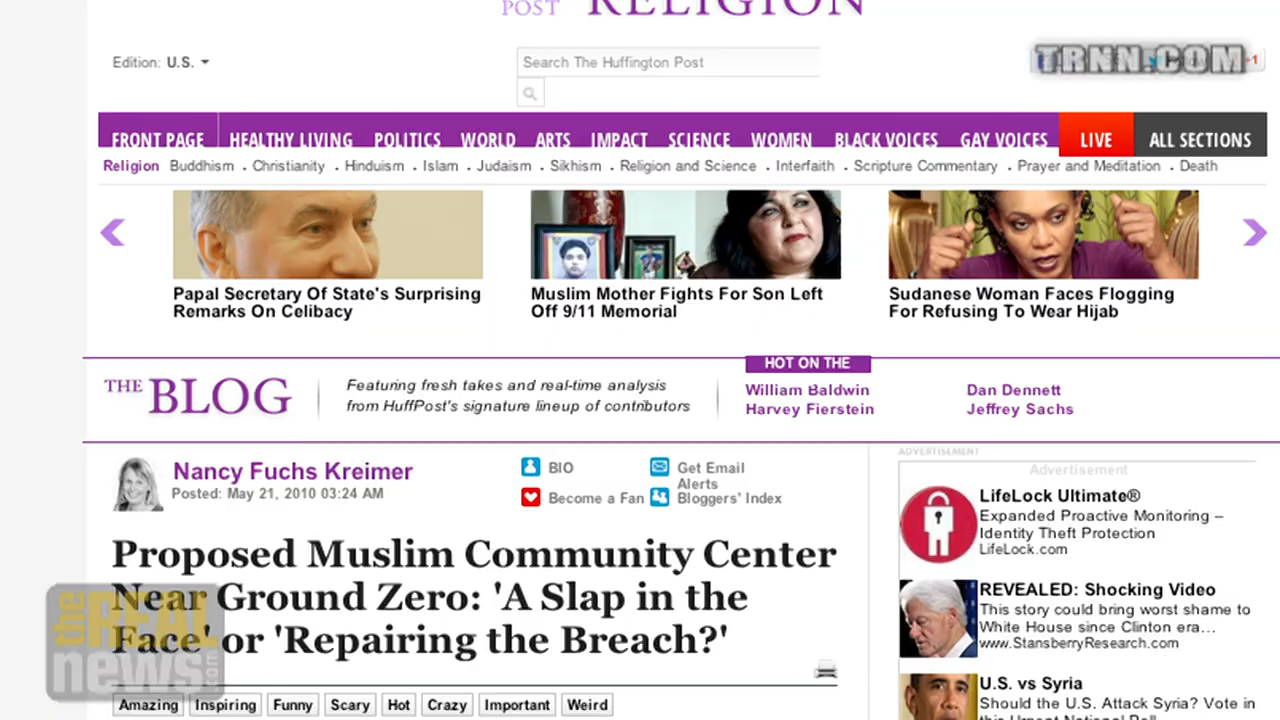 POST RELIGION
Edition: U.S.
Search The Huffington Post
TRNN.COM
+1
FRONT PAGE HEALTHY LIVING POLITICS WORLD ARTS IMPACT SCIENCE WOMEN BLACK VOICES GAY VOICES LIVE ALL SECTIONS
Religion Buddhism . Christianity . Hinduism . Islam . Judaism . Sikhism . Religion and Science . Interfaith . Scripture Commentary . Prayer and Meditation . Death
Papal Secretary Of State's Surprising
Remarks On Celibacy
Muslim Mother Fights For Son Left
Off 9/11 Memorial
Sudanese Woman Faces Flogging
For Refusing To Wear Hijab
THE BLOG
Featuring fresh takes and real-time analysis
from HuffPost's signature lineup of contributors
HOT ON THE
William Baldwin
Harvey Fierstein
Dan Dennett
Jeffrey Sachs
Nancy Fuchs Kreimer
Posted: May 21, 2010 03:24 AM
BIO
Become a Fan
Get Email
Alerts
Bloggers' Index
Proposed Muslim Community Center
Near Ground Zero: 'A Slap in the
Face' or 'Repairing the Breach?'
Amazing Inspiring Funny Scary Hot Crazy Important Weird
ADVERTISEMENT
Advertisement
LifeLock Ultimate®
Expanded Proactive Monitoring –
Identity Theft Protection
LifeLock.com
REVEALED: Shocking Video
This story could bring worst shame to
White House since Clinton era...
www.StansberryResearch.com
U.S. vs Syria
Should the U.S. Attack Syria? Vote in
this Urgent National Poll
the REAL
news.com